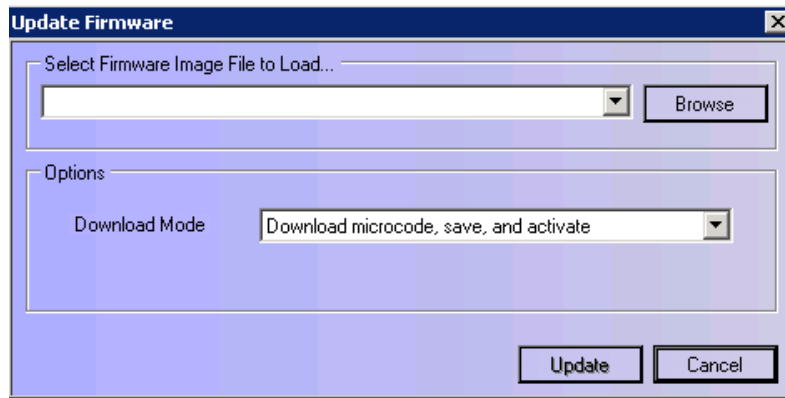 Update Firmware
Select Firmware Image File to Load...
Browse
Options
Download Mode Download microcode, save, and activate
Update Cancel